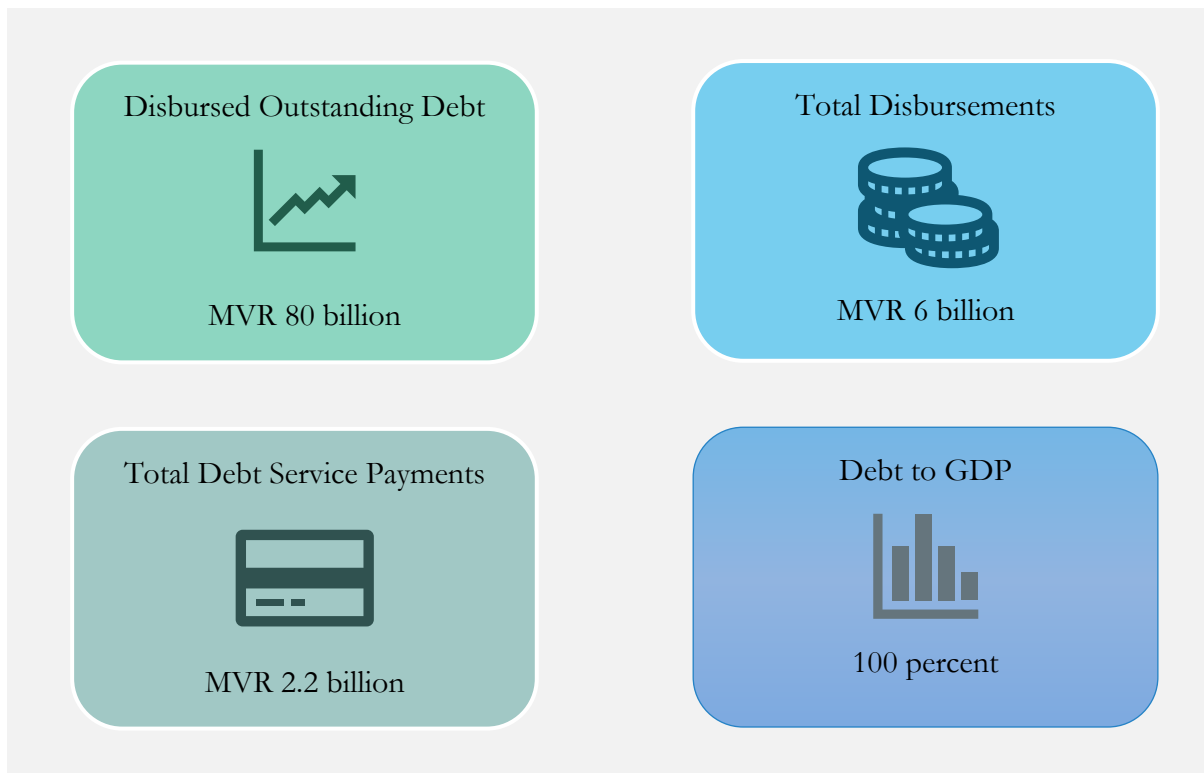 Disbursed Outstanding Debt
MVR 80 billion
Total Disbursements
MVR 6 billion
Total Debt Service Payments
MVR 2.2 billion
Debt to GDP
100 percent